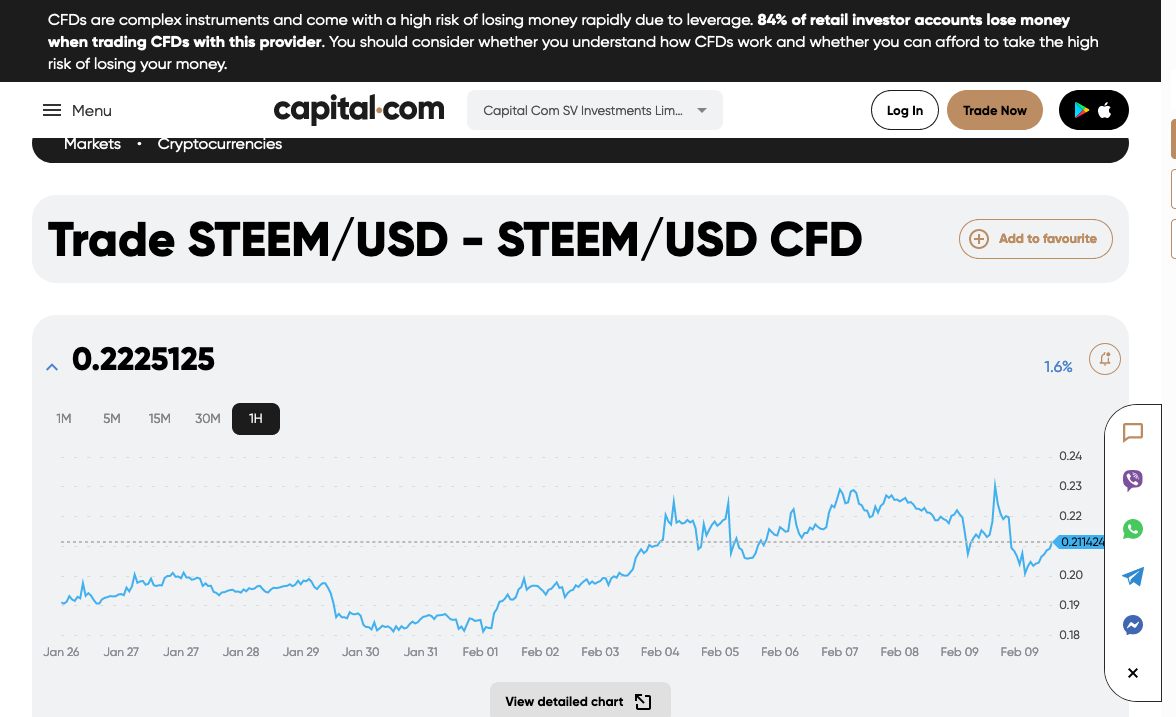 CFDs are complex instruments and come with a high risk of losing money rapidly due to leverage. 84% of retail investor accounts lose money
when trading CFDs with this provider. You should consider whether you understand how CFDs work and whether you can afford to take the high
risk of losing your money.
Menu
capital.com
Capital Com SV Investments Lim...
Log In
Trade Now
Markets • Cryptocurrencies
Trade STEEM/USD - STEEM/USD CFD
Add to favourite
0.2225125
1.6%
1M 5M 15M 30M 1H
0.24
0.23
0.22
0.211424
0.20
0.19
0.18
Jan 26 Jan 27 Jan 27 Jan 28 Jan 29 Jan 30 Jan 31 Feb 01 Feb 02 Feb 03 Feb 04 Feb 05 Feb 06 Feb 07 Feb 08 Feb 09 Feb 09
View detailed chart